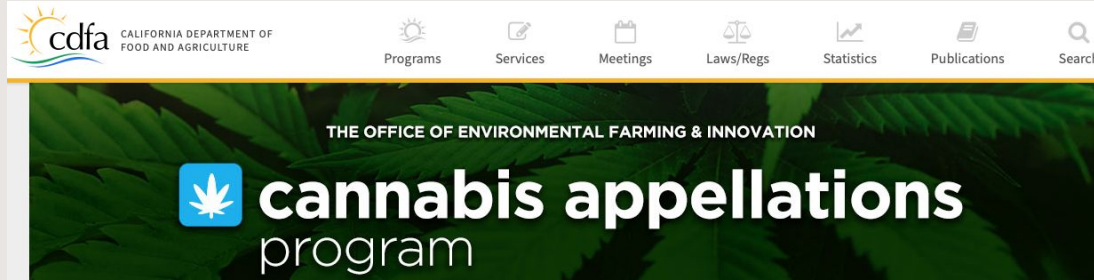 cdfa
CALIFORNIA DEPARTMENT OF
FOOD AND AGRICULTURE
Programs
Services
Meetings
Laws/Regs
Statistics
Publications
Search
THE OFFICE OF ENVIRONMENTAL FARMING & INNOVATION
cannabis appellations
program